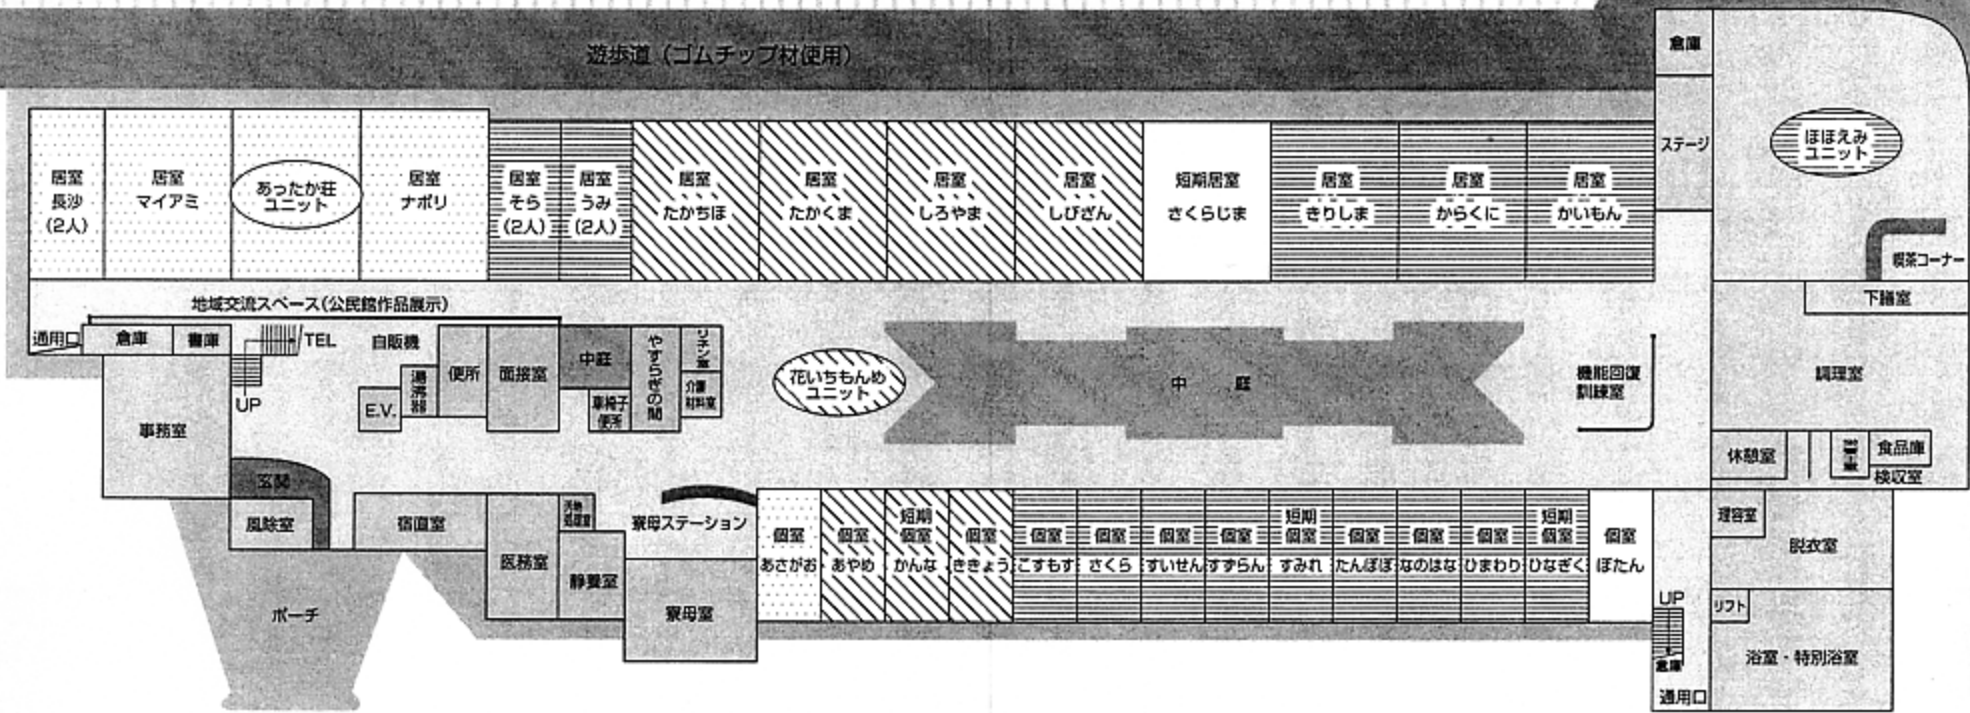 遊歩道（ゴムチップ材使用）
倉庫
ステージ
ほほえみ
ユニット
喫茶コーナー
居室
長沙
(2人)
居室
マイアミ
あったか荘
ユニット
居室
ナポリ
居室
そら
(2人)
居室
うみ
(2人)
居室
たかちほ
居室
たかくま
居室
しろやま
居室
しびざん
短期居室
さくらじま
居室
きりしま
居室
からくに
居室
かいもん
下膳室
地域交流スペース(公民館作品展示)
通用口
倉庫
書庫
TEL
UP
自販機
湯沸器
E.V.
便所
面接室
中庭
車椅子
便所
やすらぎの間
リネン室
介護
材料室
花いちもんめ
ユニット
中庭
機能回復
訓練室
調理室
事務室
休憩室
食品庫
検収室
玄関
風除室
宿直室
医務室
静養室
寮母ステーション
寮母室
ポーチ
個室
あさがお
個室
あやめ
短期
個室
かんな
個室
ききょう
個室
こすもす
個室
さくら
個室
すいせん
個室
すずらん
短期
個室
すみれ
個室
たんぽぽ
個室
なのはな
個室
ひまわり
短期
個室
ひなぎく
個室
ぼたん
理容室
脱衣室
UP
倉庫
通用口
リフト
浴室・特別浴室